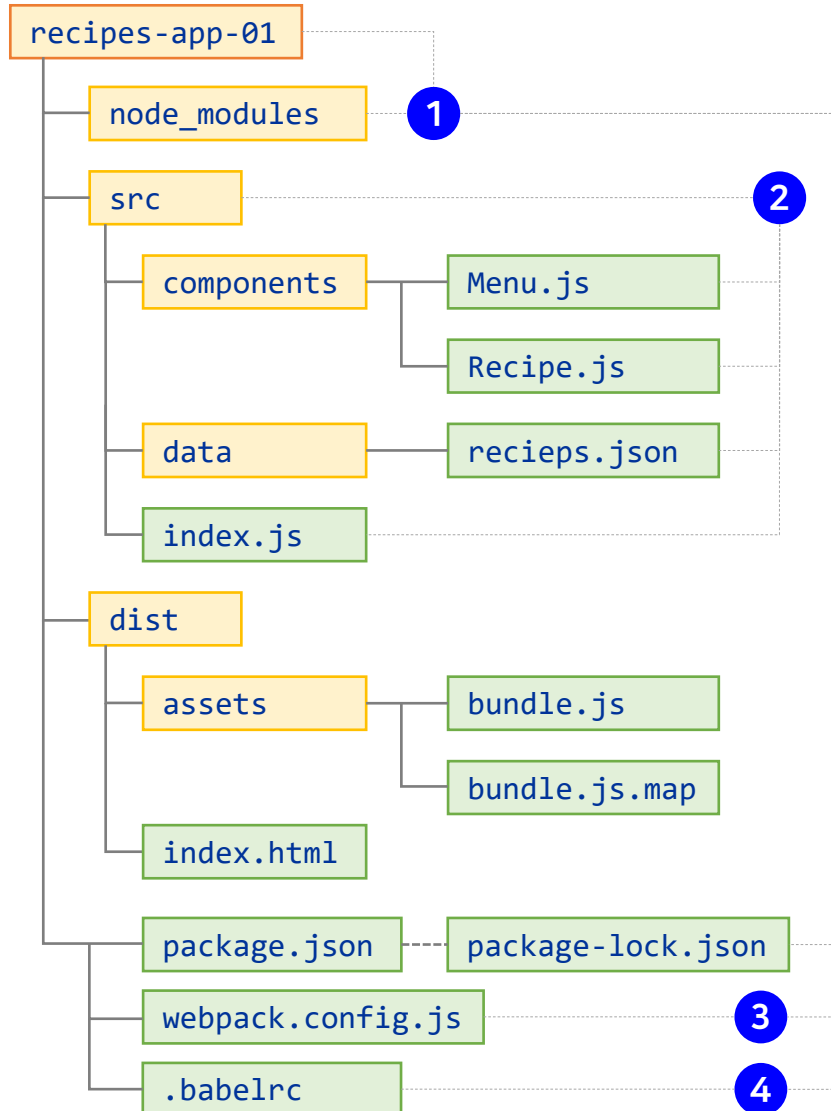 recipes-app-01
node_modules
1
src
2
components
Menu.js
Recipe.js
data
recieps.json
index.js
dist
assets
bundle.js
bundle.js.map
index.html
package.json
package-lock.json
webpack.config.js
3
.babelrc
4